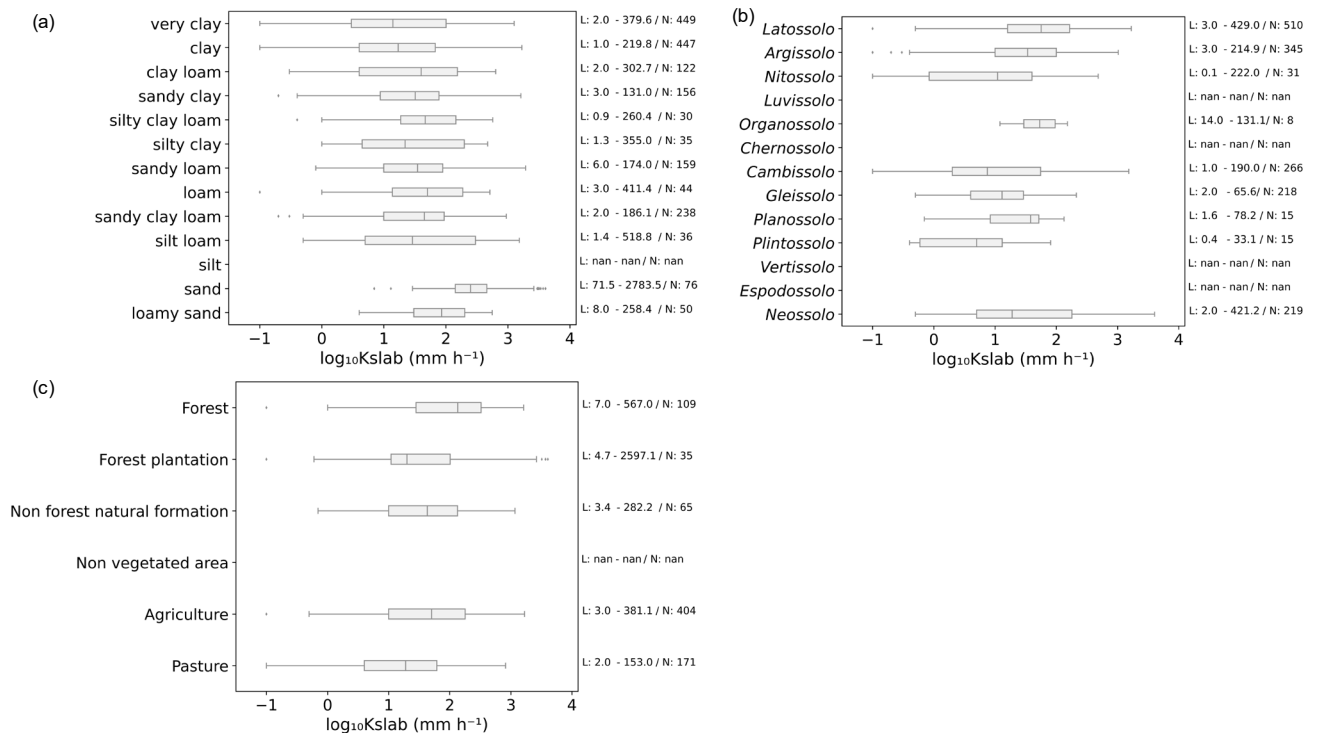 (a)
very clay L: 2.0 - 379.6 / N: 449
clay L: 1.0 - 219.8 / N: 447
clay loam L: 2.0 - 302.7 / N: 122
sandy clay L: 3.0 - 131.0 / N: 156
silty clay loam L: 0.9 - 260.4 / N: 30
silty clay L: 1.3 - 355.0 / N: 35
sandy loam L: 6.0 - 174.0 / N: 159
loam L: 3.0 - 411.4 / N: 44
sandy clay loam L: 2.0 - 186.1 / N: 238
silt loam L: 1.4 - 518.8 / N: 36
silt L: nan - nan / N: nan
sand L: 71.5 - 2783.5/ N: 76
loamy sand L: 8.0 - 258.4 / N: 50
−1 0 1 2 3 4
log₁₀Kslab (mm h⁻¹)
(b)
Latossolo L: 3.0 - 429.0 / N: 510
Argissolo L: 3.0 - 214.9 / N: 345
Nitossolo L: 0.1 - 222.0 / N: 31
Luvissolo L: nan - nan / N: nan
Organossolo L: 14.0 - 131.1/ N: 8
Chernossolo L: nan - nan / N: nan
Cambissolo L: 1.0 - 190.0 / N: 266
Gleissolo L: 2.0 - 65.6/ N: 218
Planossolo L: 1.6 - 78.2 / N: 15
Plintossolo L: 0.4 - 33.1 / N: 15
Vertissolo L: nan - nan / N: nan
Espodossolo L: nan - nan / N: nan
Neossolo L: 2.0 - 421.2 / N: 219
−1 0 1 2 3 4
log₁₀Kslab (mm h⁻¹)
(c)
Forest L: 7.0 - 567.0 / N: 109
Forest plantation L: 4.7 - 2597.1 / N: 35
Non forest natural formation L: 3.4 - 282.2 / N: 65
Non vegetated area L: nan - nan / N: nan
Agriculture L: 3.0 - 381.1 / N: 404
Pasture L: 2.0 - 153.0 / N: 171
−1 0 1 2 3 4
log₁₀Kslab (mm h⁻¹)